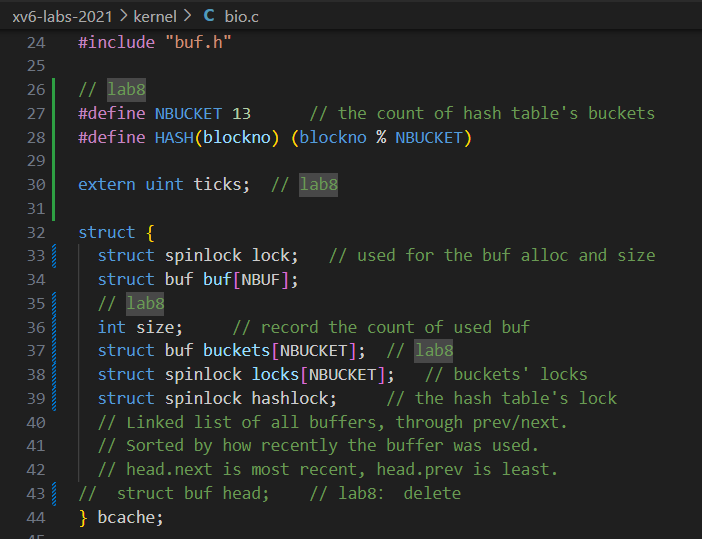 xv6-labs-2021 > kernel > C bio.c
24 #include "buf.h"
25
26 // lab8
27 #define NBUCKET 13 // the count of hash table's buckets
28 #define HASH(blockno) (blockno % NBUCKET)
29
30 extern uint ticks; // lab8
31
32 struct {
33 struct spinlock lock; // used for the buf alloc and size
34 struct buf buf[NBUF];
35 // lab8
36 int size; // record the count of used buf
37 struct buf buckets[NBUCKET]; // lab8
38 struct spinlock locks[NBUCKET]; // buckets' locks
39 struct spinlock hashlock; // the hash table's lock
40 // Linked list of all buffers, through prev/next.
41 // Sorted by how recently the buffer was used.
42 // head.next is most recent, head.prev is least.
43 // struct buf head; // lab8： delete
44 } bcache;